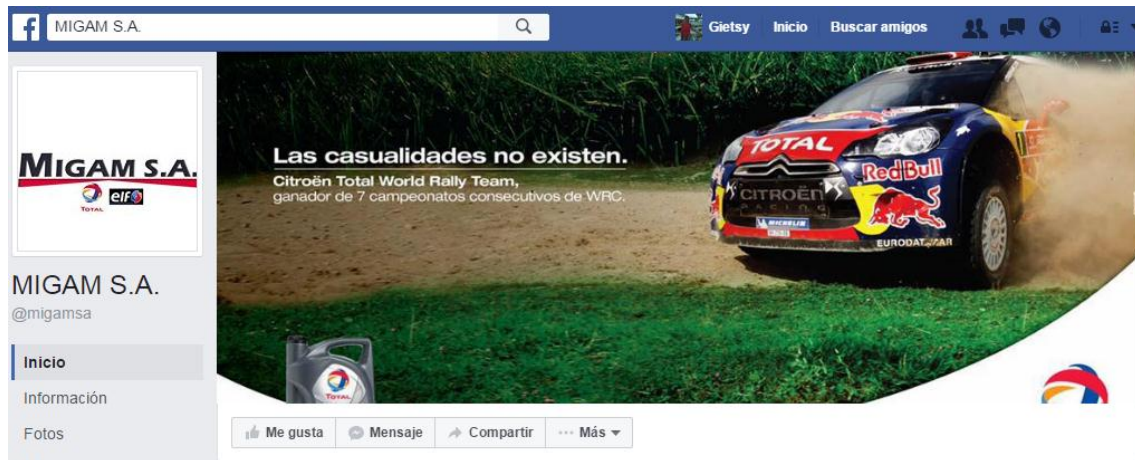 MIGAM S.A.
Gietsy Inicio Buscar amigos
MIGAM S.A.
TOTAL elf
MIGAM S.A.
@migamsa
Inicio
Información
Fotos
Las casualidades no existen.
Citroën Total World Rally Team,
ganador de 7 campeonatos consecutivos de WRC.
TOTAL
Red Bull
CITROËN
RACING
MICHELIN
TOTAL
Me gusta Mensaje Compartir Más